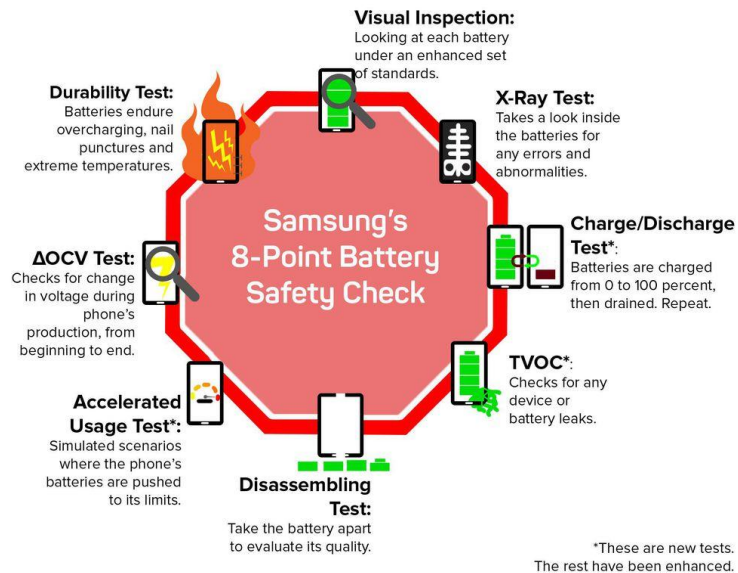 Visual Inspection:
Looking at each battery
under an enhanced set
of standards.
X-Ray Test:
Takes a look inside
the batteries for
any errors and
abnormalities.
Charge/Discharge
Test*:
Batteries are charged
from 0 to 100 percent,
then drained. Repeat.
TVOC*:
Checks for any
device or
battery leaks.
Disassembling
Test:
Take the battery apart
to evaluate its quality.
Accelerated
Usage Test*:
Simulated scenarios
where the phone's
batteries are pushed
to its limits.
ΔOCV Test:
Checks for change
in voltage during
phone's
production, from
beginning to end.
Durability Test:
Batteries endure
overcharging, nail
punctures and
extreme temperatures.
Samsung's
8-Point Battery
Safety Check
*These are new tests.
The rest have been enhanced.